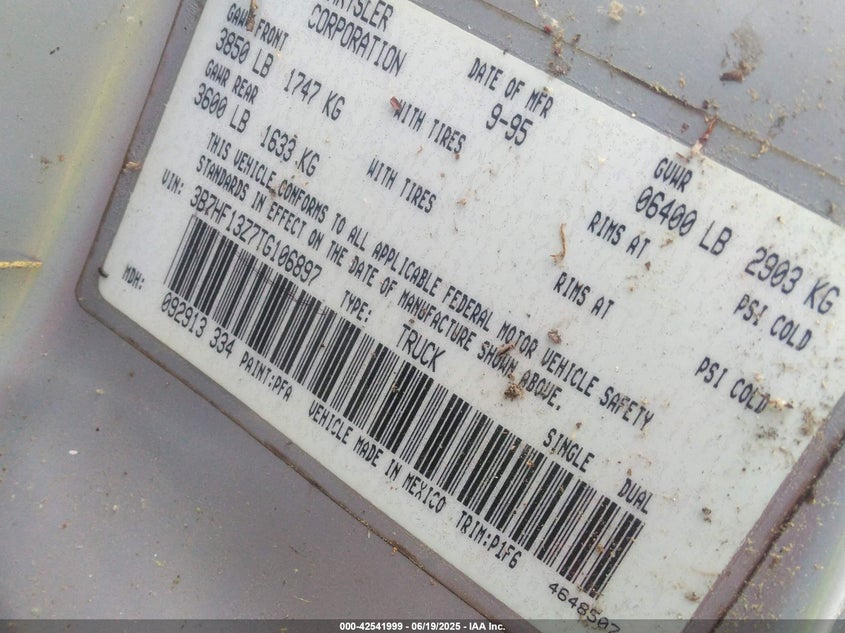 CORPORATION
DATE OF MFR
9-95
GVWR
06400 LB 2903 KG
GAWR FRONT
3850 LB 1747 KG
WITH TIRES
RIMS AT
PSI COLD
GAWR REAR
3600 LB 1633 KG
WITH TIRES
RIMS AT
PSI COLD
THIS VEHICLE CONFORMS TO ALL APPLICABLE FEDERAL MOTOR VEHICLE SAFETY
STANDARDS IN EFFECT ON THE DATE OF MANUFACTURE SHOWN ABOVE.
VIN: 3B7HF13Z7TG106897
TYPE: TRUCK
SINGLE DUAL
MDH: 092913 334 PAINT:PFA
VEHICLE MADE IN MEXICO TRIM:P1F6
4648507
000-42541999 - 06/19/2025 - IAA Inc.